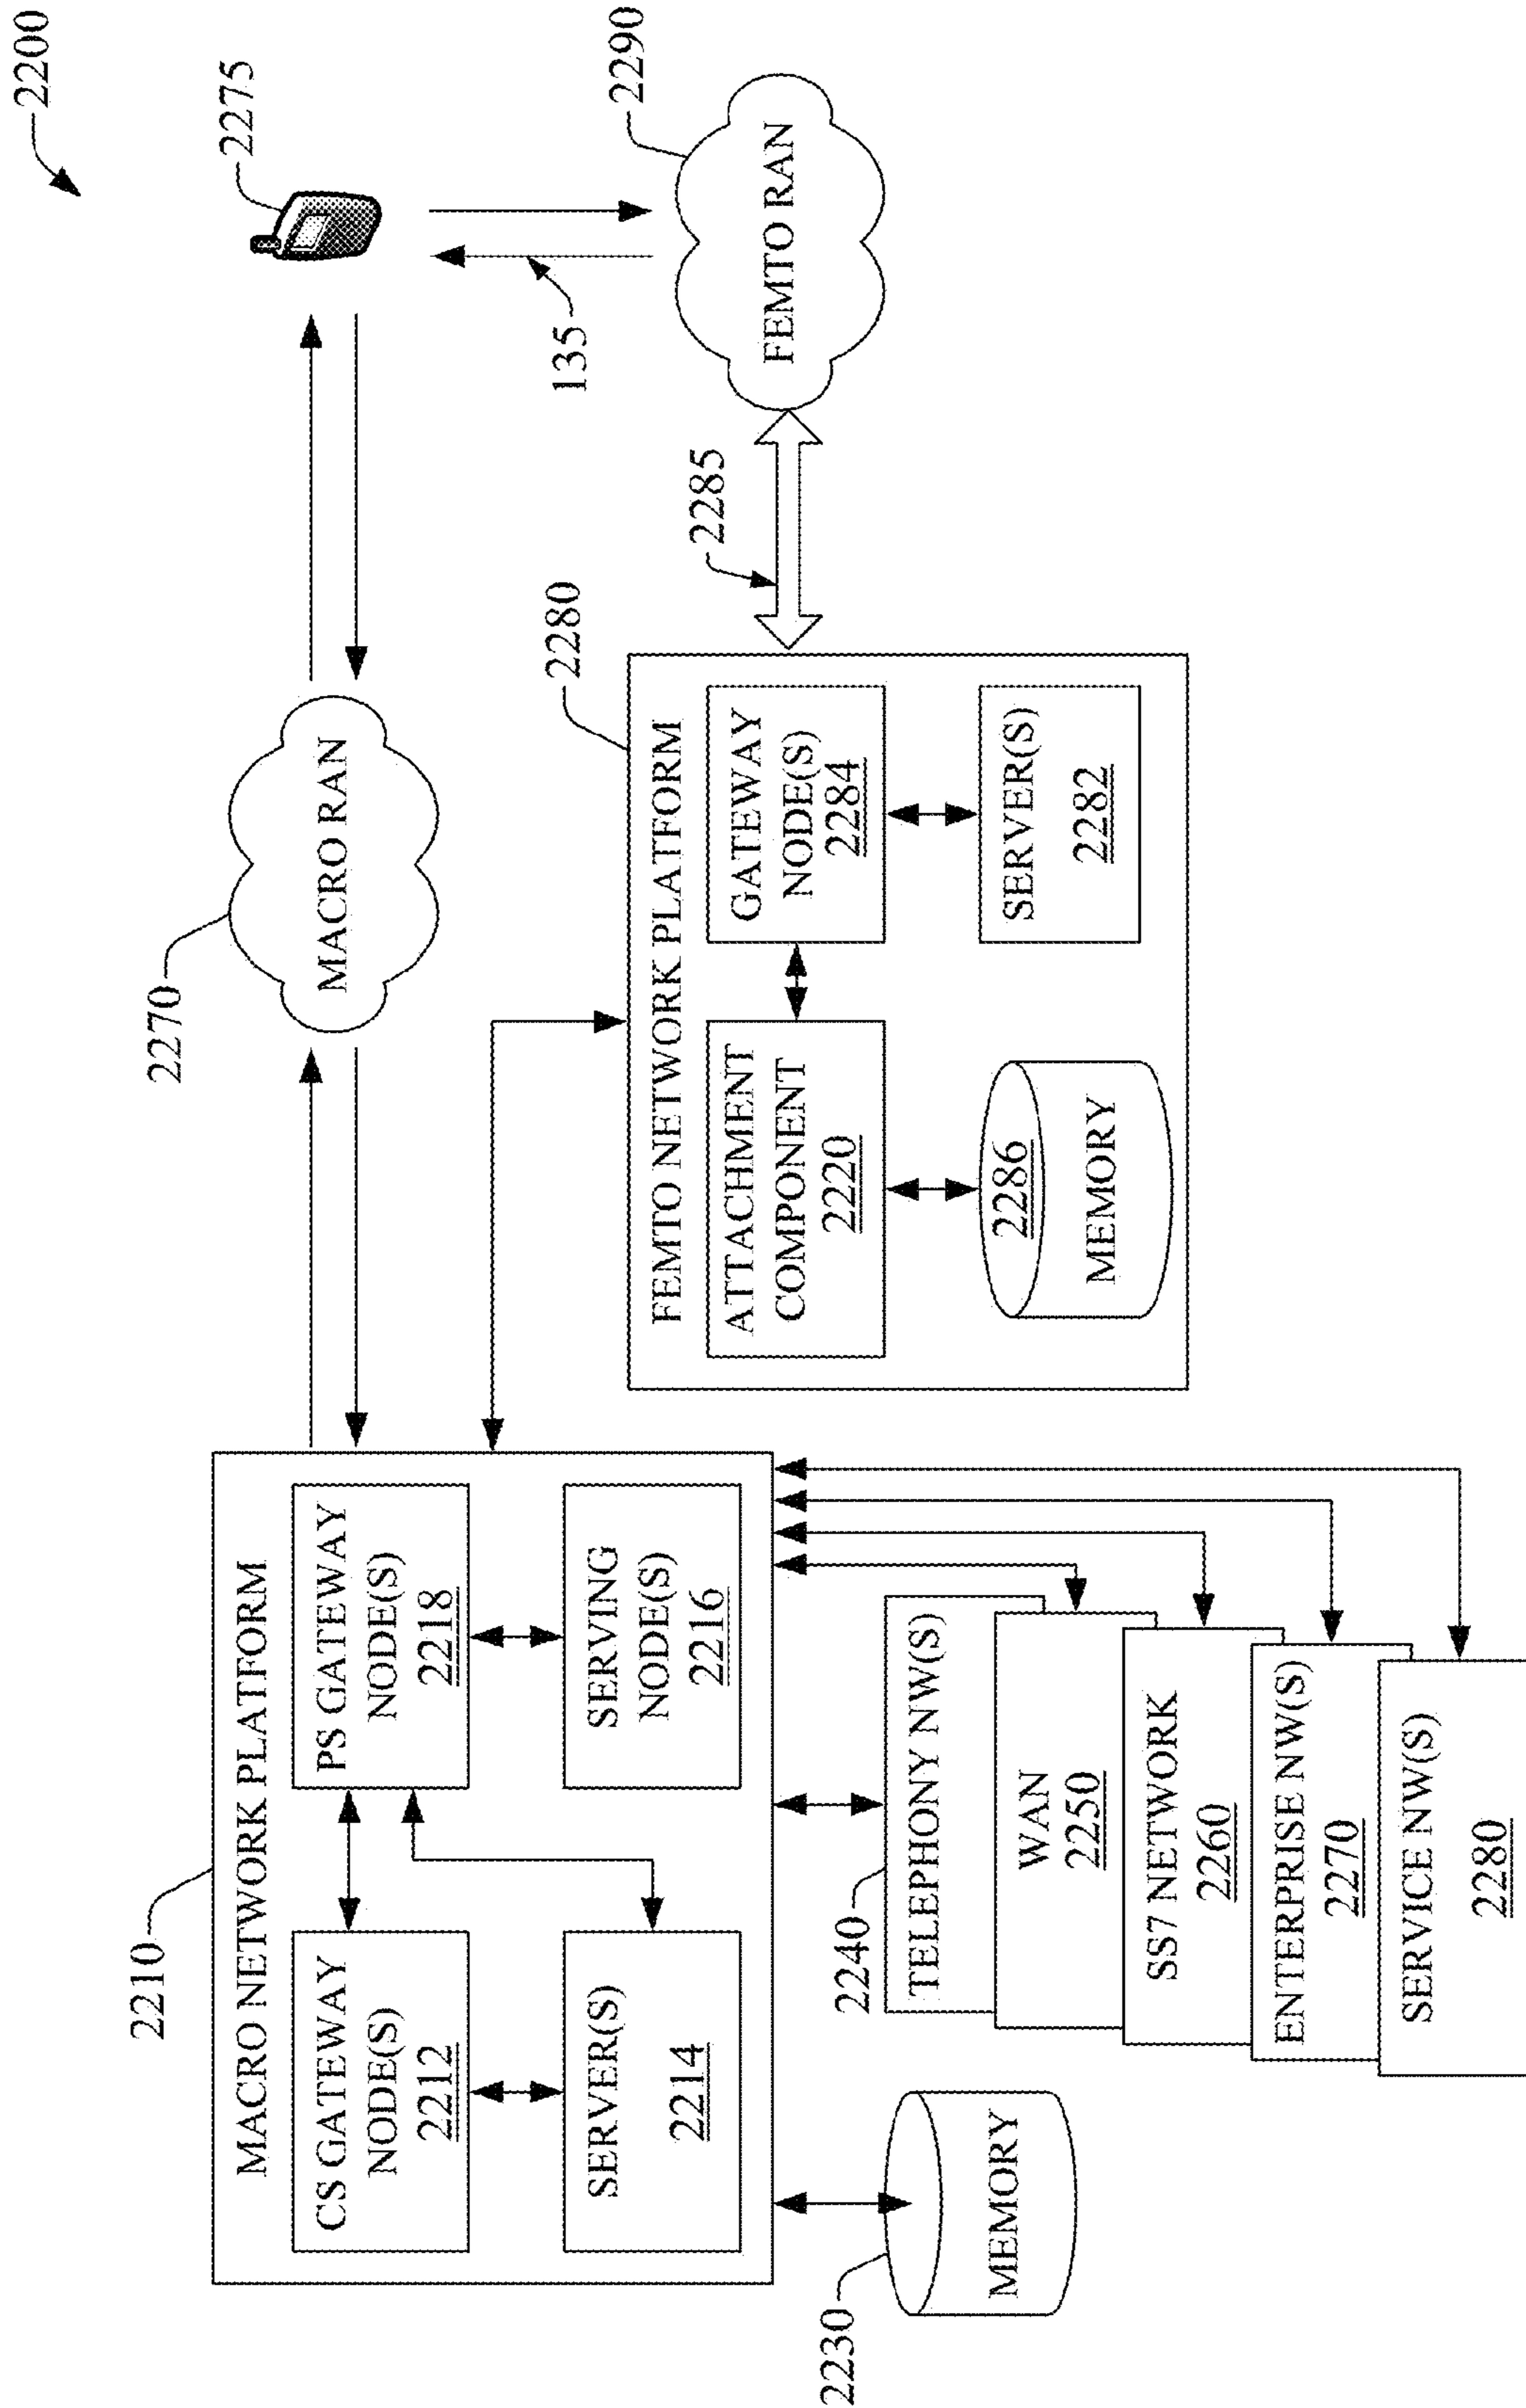 2200
2210
MACRO NETWORK PLATFORM
CS GATEWAY
NODE(S)
2212
PS GATEWAY
NODE(S)
2218
SERVER(S)
2214
SERVING
NODE(S)
2216
2270
MACRO RAN
2275
135
2290
FEMTO RAN
2285
2280
FEMTO NETWORK PLATFORM
ATTACHMENT
COMPONENT
2220
GATEWAY
NODE(S)
2284
2286
MEMORY
SERVER(S)
2282
2230
MEMORY
2240
TELEPHONY NW(S)
WAN
2250
SS7 NETWORK
2260
ENTERPRISE NW(S)
2270
SERVICE NW(S)
2280